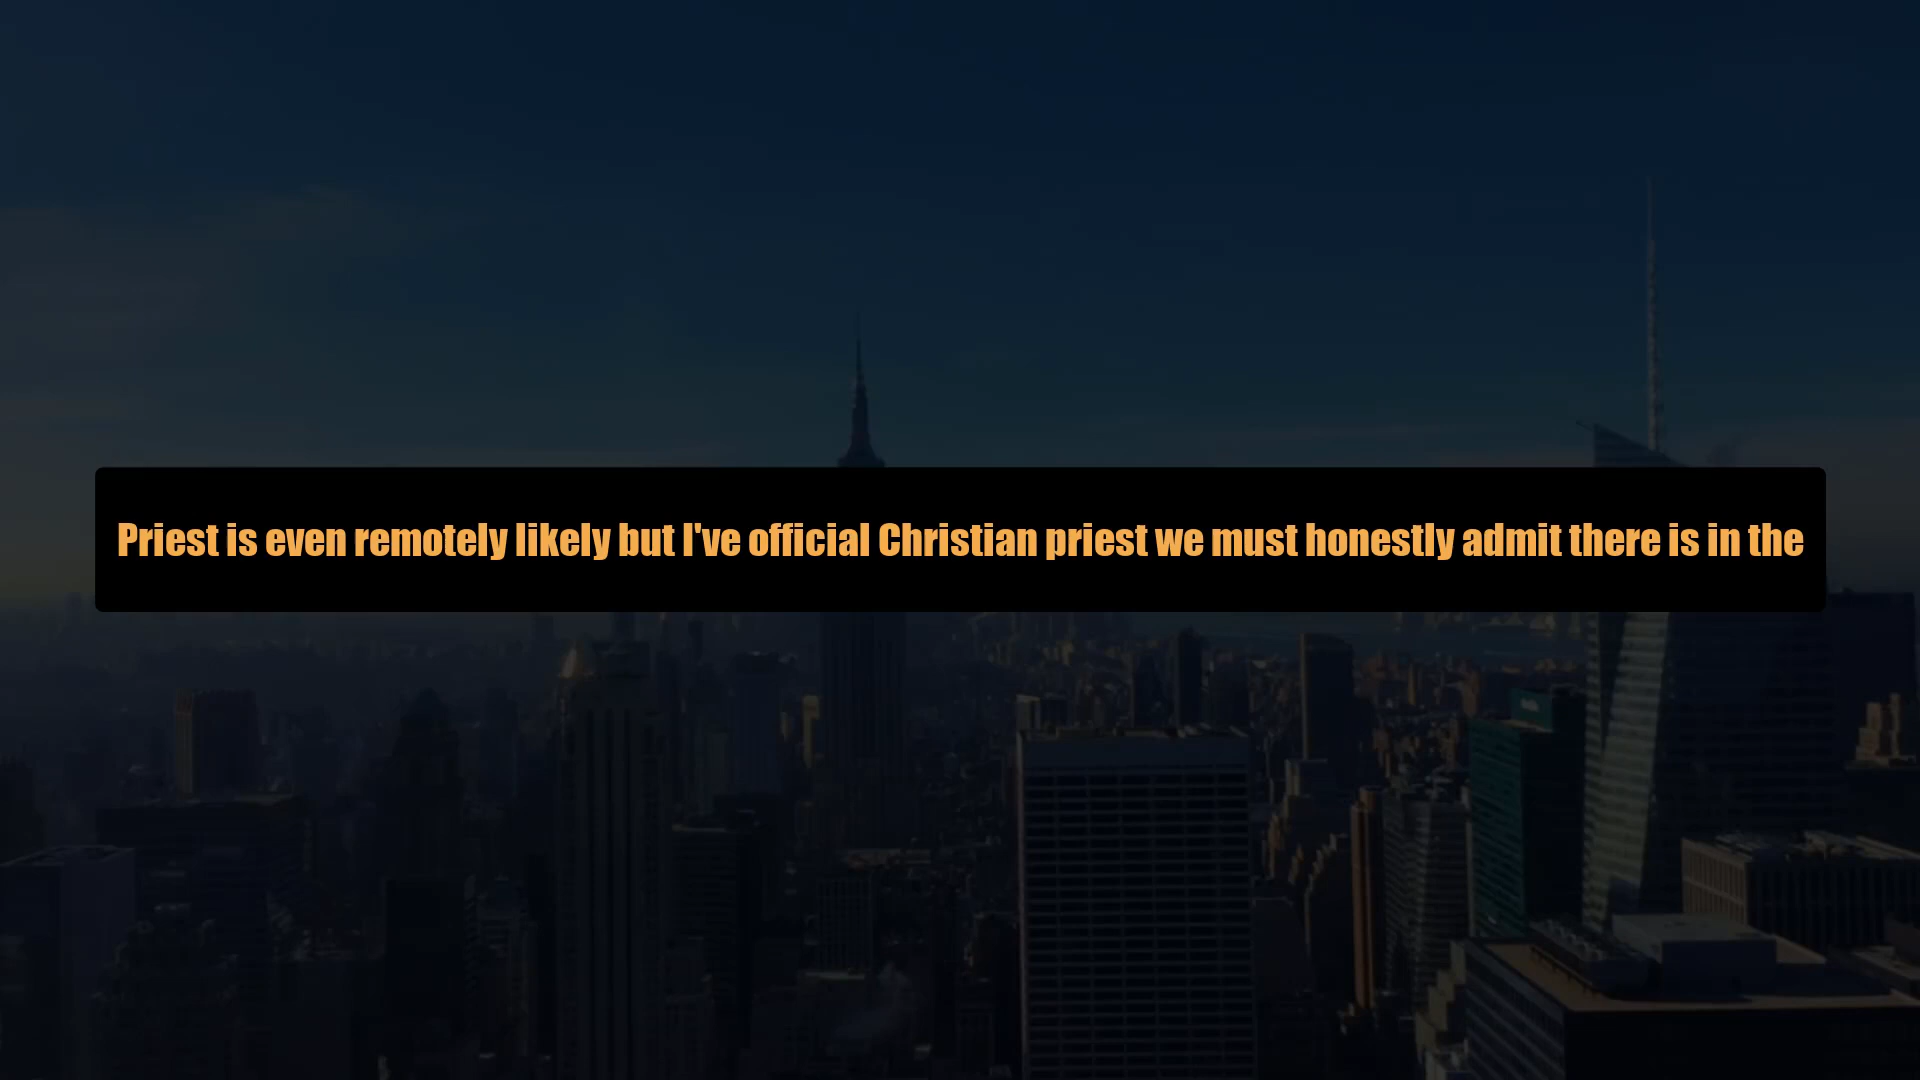 Priest is even remotely likely but I've official Christian priest we must honestly admit there is in the